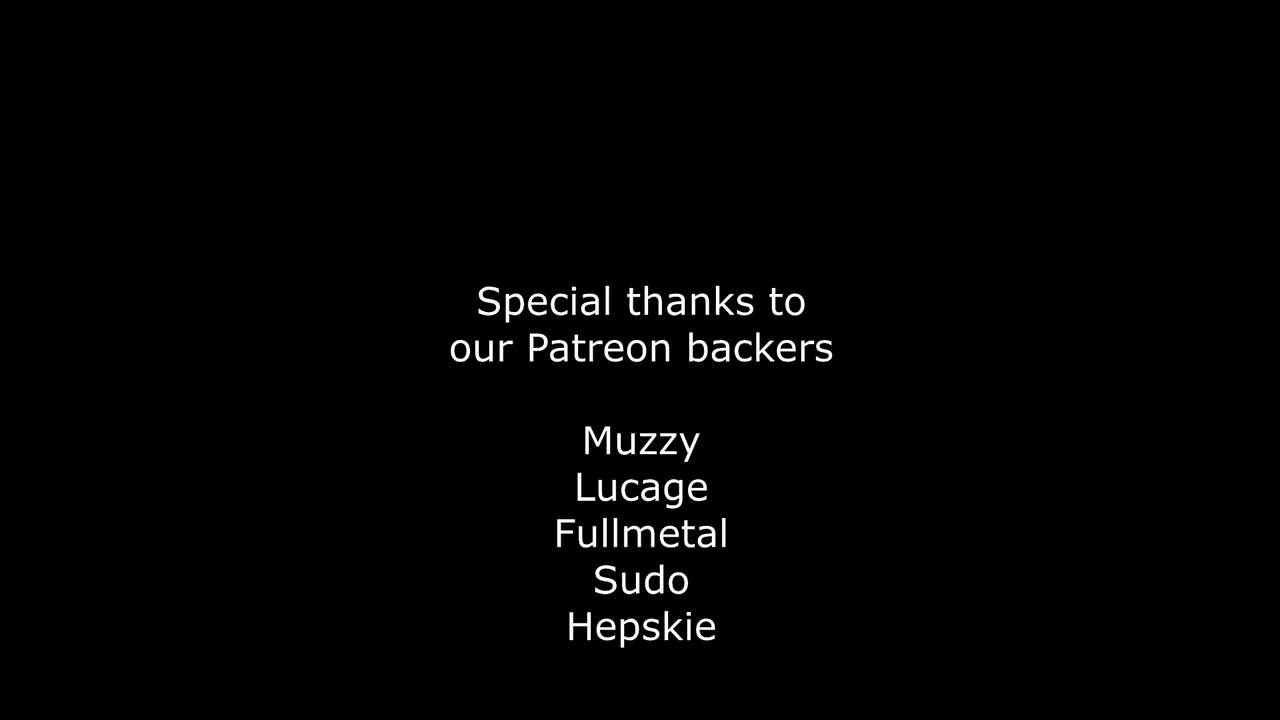 Special thanks to
our Patreon backers
Muzzy
Lucage
Fullmetal
Sudo
Hepskie